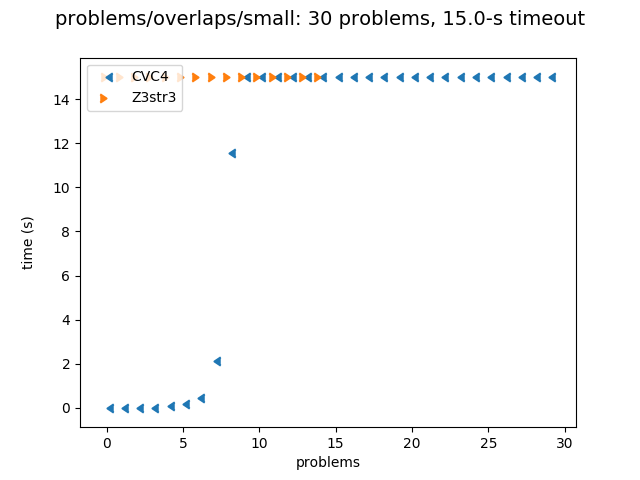 problems/overlaps/small: 30 problems, 15.0-s timeout
CVC4
Z3str3
14
12
10
8
6
4
2
0
time (s)
0 5 10 15 20 25 30
problems